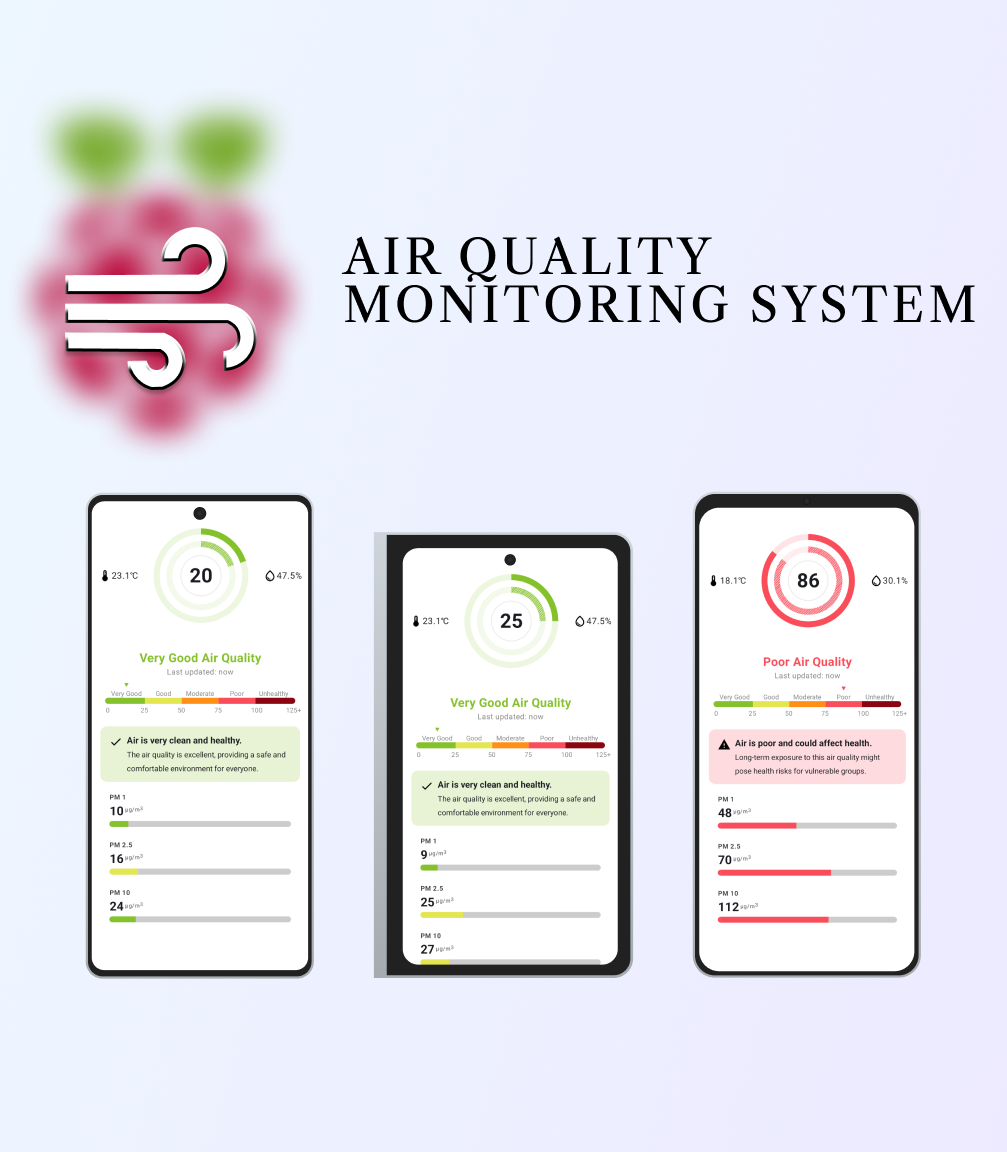 AIR QUALITY
MONITORING SYSTEM
23.1℃
20
47.5%
Very Good Air Quality
Last updated: now
Very Good Good Moderate Poor Unhealthy
0 25 50 75 100 125+
Air is very clean and healthy.
The air quality is excellent, providing a safe and
comfortable environment for everyone.
PM 1
10 µg/m³
PM 2.5
16 µg/m³
PM 10
24 µg/m³
23.1℃
25
47.5%
Very Good Air Quality
Last updated: now
Very Good Good Moderate Poor Unhealthy
0 25 50 75 100 125+
Air is very clean and healthy.
The air quality is excellent, providing a safe and
comfortable environment for everyone.
PM 1
9 µg/m³
PM 2.5
25 µg/m³
PM 10
27 µg/m³
18.1℃
86
30.1%
Poor Air Quality
Last updated: now
Very Good Good Moderate Poor Unhealthy
0 25 50 75 100 125+
Air is poor and could affect health.
Long-term exposure to this air quality might
pose health risks for vulnerable groups.
PM 1
48 µg/m³
PM 2.5
70 µg/m³
PM 10
112 µg/m³